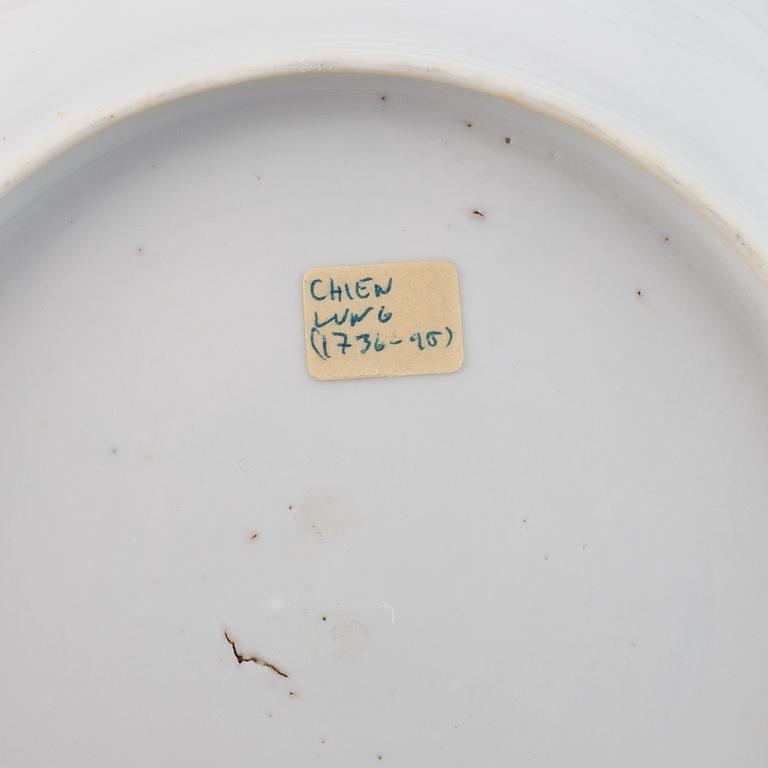 CHIEN
LUNG
(1736-95)